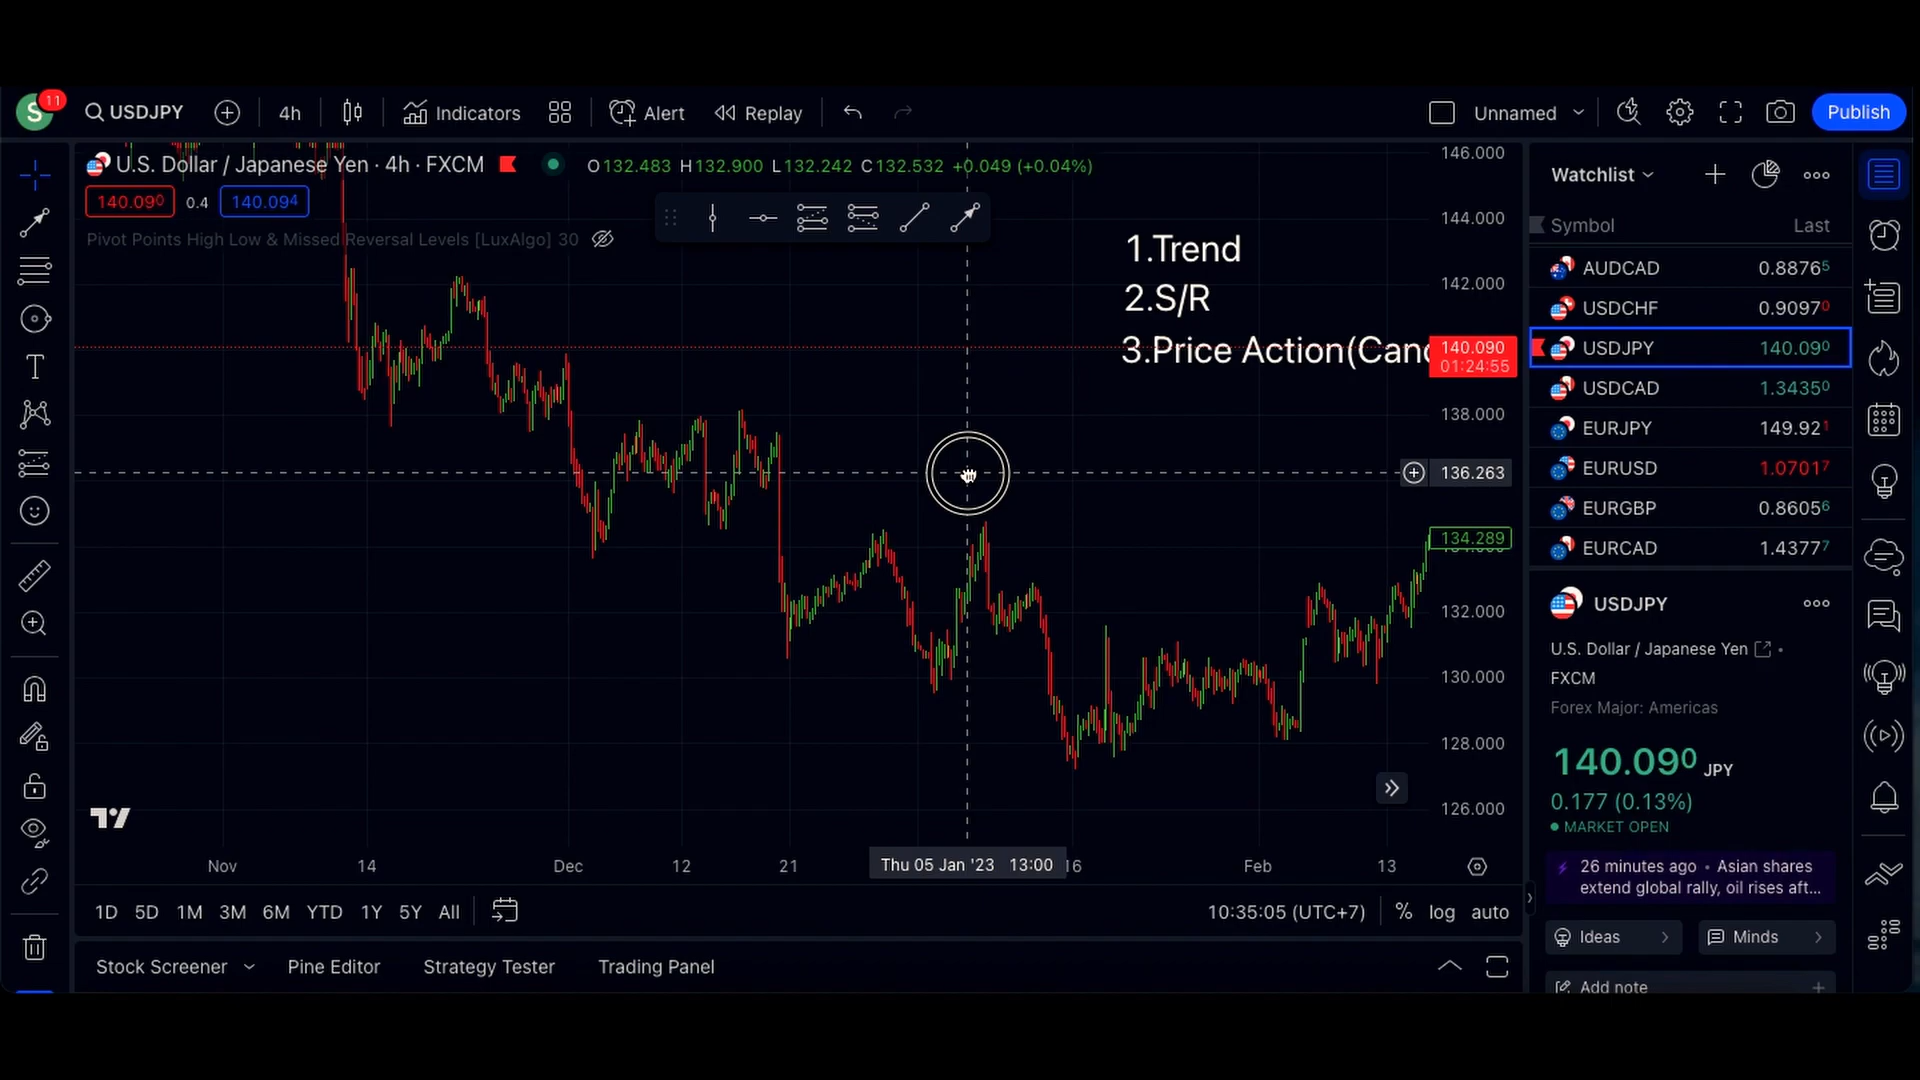 S
11
USDJPY
4h
Indicators
Alert
Replay
Unnamed
Publish
U.S. Dollar / Japanese Yen · 4h · FXCM
O132.483 H132.900 L132.242 C132.532 +0.049 (+0.04%)
140.090
0.4
140.094
Pivot Points High Low & Missed Reversal Levels [LuxAlgo] 30
1.Trend
2.S/R
3.Price Action(Canc
146.000
144.000
142.000
140.090
01:24:55
138.000
136.263
134.289
132.000
130.000
128.000
126.000
Nov
14
Dec
12
21
Thu 05 Jan '23 13:00
16
Feb
13
1D 5D 1M 3M 6M YTD 1Y 5Y All
10:35:05 (UTC+7)
%
log
auto
Stock Screener
Pine Editor
Strategy Tester
Trading Panel
Watchlist
Symbol Last
AUDCAD 0.88765
USDCHF 0.90970
USDJPY 140.090
USDCAD 1.34350
EURJPY 149.921
EURUSD 1.07017
EURGBP 0.86056
EURCAD 1.43777
USDJPY
U.S. Dollar / Japanese Yen •
FXCM
Forex Major: Americas
140.090 JPY
0.177 (0.13%)
MARKET OPEN
26 minutes ago • Asian shares
extend global rally, oil rises aft...
Ideas
Minds
Add note